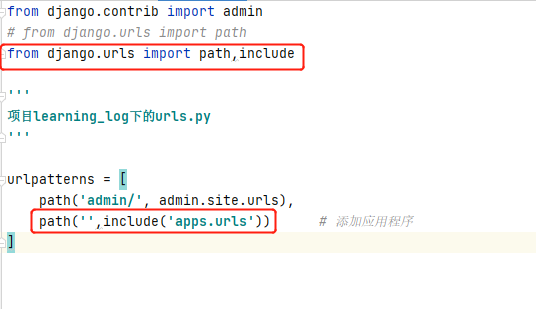 from django.contrib import admin
# from django.urls import path
from django.urls import path,include
'''
项目learning_log下的urls.py
'''
urlpatterns = [
    path('admin/', admin.site.urls),
    path('',include('apps.urls'))      # 添加应用程序
]